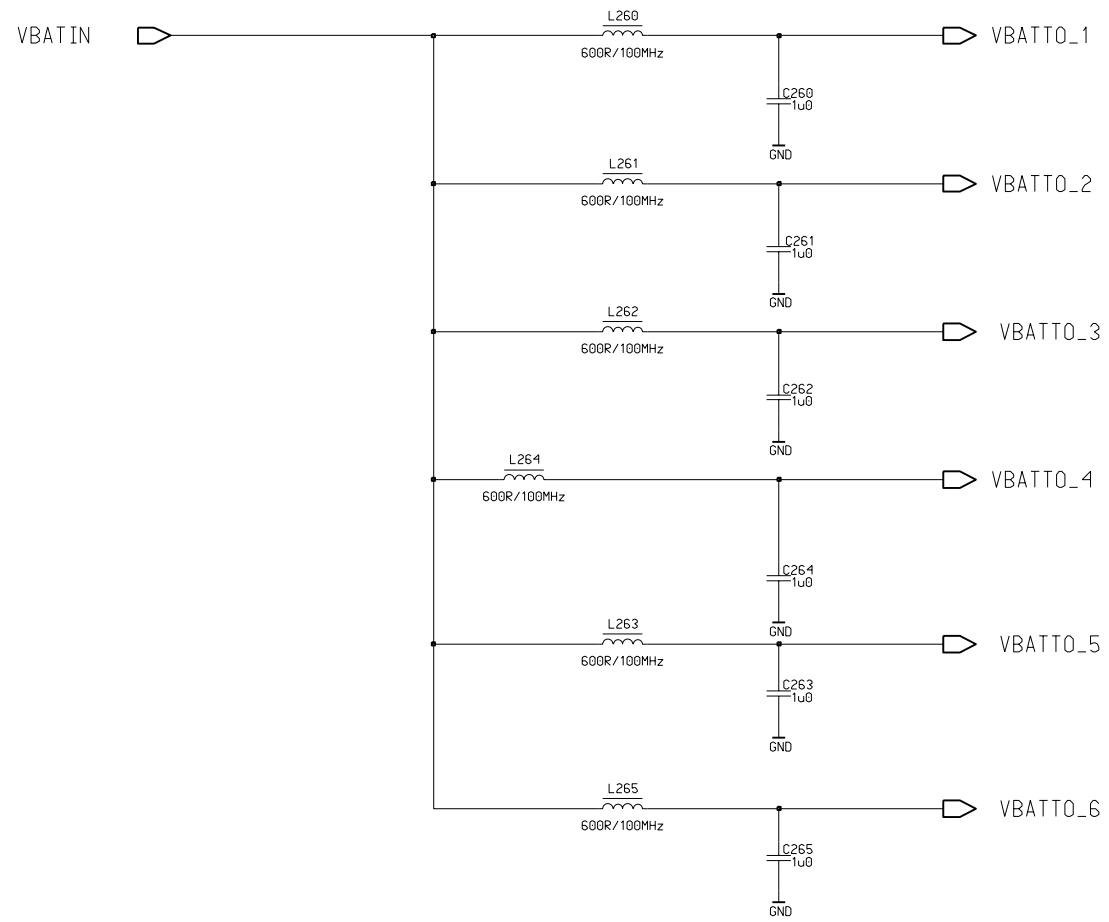 L260
VBATIN
VBATTO_1
600R/100MHz
C260
1u0
GND
L261
VBATTO_2
600R/100MHz
C261
1u0
GND
L262
VBATTO_3
600R/100MHz
C262
1u0
GND
L264
VBATTO_4
600R/100MHz
C264
1u0
GND
L263
VBATTO_5
600R/100MHz
C263
1u0
GND
L265
VBATTO_6
600R/100MHz
C265
1u0
GND